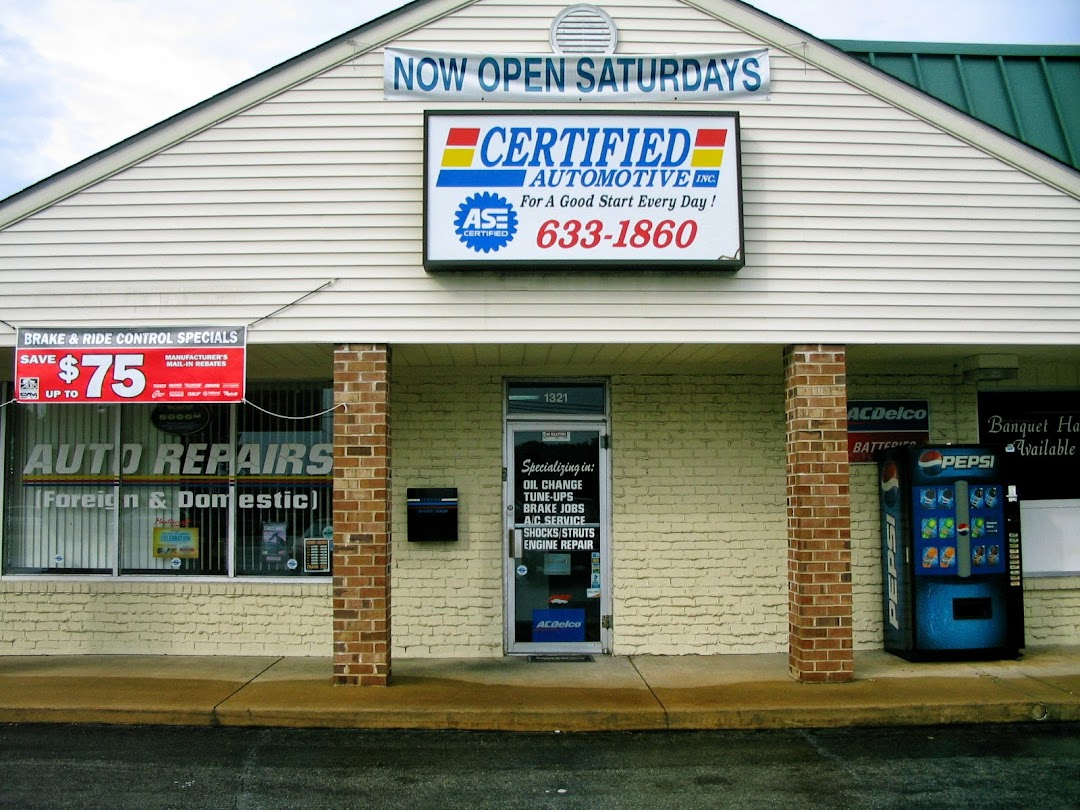 NOW OPEN SATURDAYS
CERTIFIED
AUTOMOTIVE INC.
For A Good Start Every Day !
ASE
CERTIFIED
633-1860
BRAKE & RIDE CONTROL SPECIALS
SAVE
UP TO
$75
MANUFACTURER'S
MAIL-IN REBATES
AUTO REPAIRS
(Foreign & Domestic)
CELEBRATION
1321
Specializing in:
OIL CHANGE
TUNE-UPS
BRAKE JOBS
A/C SERVICE
SHOCKS/STRUTS
ENGINE REPAIR
ACDelco
ACDelco
BATTERIES
Banquet Ha
Available
PEPSI
PEPSI